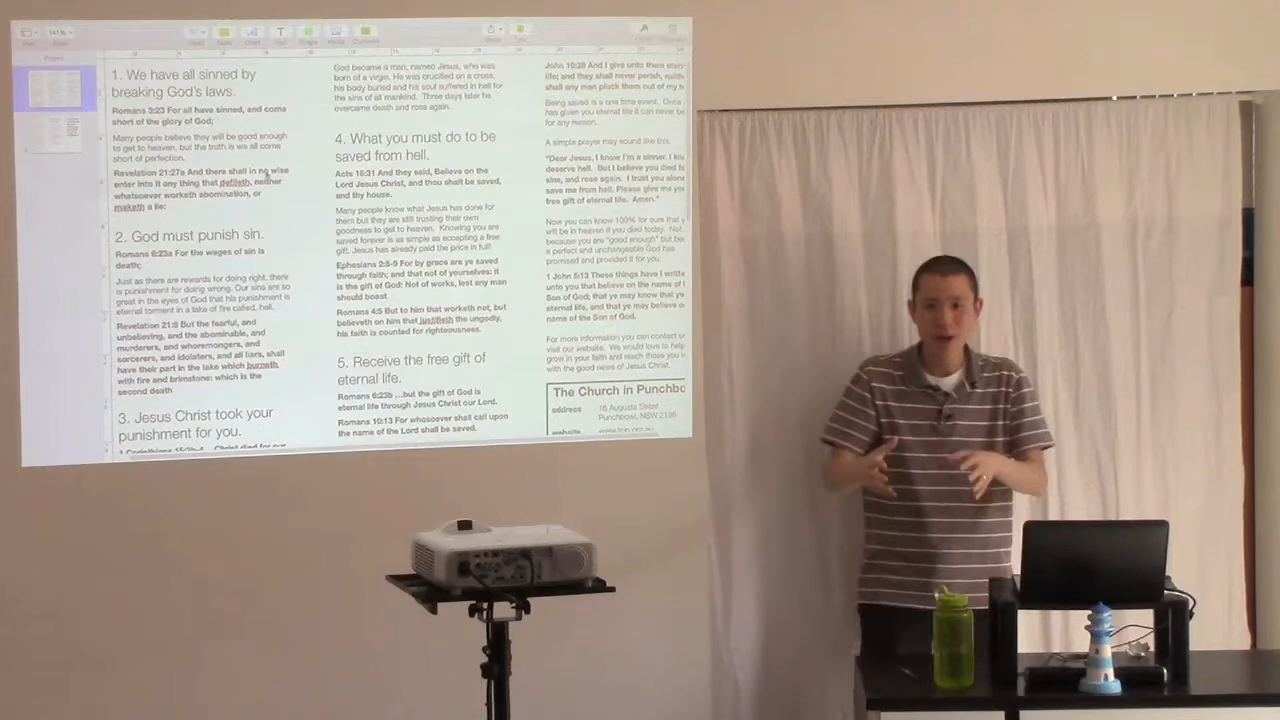 141%
1. We have all sinned by
breaking God's laws.
Romans 3:23 For all have sinned, and come
short of the glory of God;
Many people believe they will be good enough
to get to heaven, but the truth is we all come
short of perfection.
Revelation 21:27a And there shall in no wise
enter into it any thing that defileth, neither
whatsoever worketh abomination, or
maketh a lie:
2. God must punish sin.
Romans 6:23a For the wages of sin is
death;
Just as there are rewards for doing right, there
is punishment for doing wrong. Our sins are so
great in the eyes of God that his punishment is
eternal torment in a lake of fire called, hell.
Revelation 21:8 But the fearful, and
unbelieving, and the abominable, and
murderers, and whoremongers, and
sorcerers, and idolaters, and all liars, shall
have their part in the lake which burneth
with fire and brimstone: which is the
second death
3. Jesus Christ took your
punishment for you.
God became a man, named Jesus, who was
born of a virgin. He was crucified on a cross,
his body buried and his soul suffered in hell for
the sins of all mankind. Three days later he
overcame death and rose again.
4. What you must do to be
saved from hell.
Acts 16:31 And they said, Believe on the
Lord Jesus Christ, and thou shalt be saved,
and thy house.
Many people know what Jesus has done for
them but they are still trusting their own
goodness to get to heaven. Knowing you are
saved forever is as simple as accepting a free
gift. Jesus has already paid the price in full!
Ephesians 2:8-9 For by grace are ye saved
through faith; and that not of yourselves: it
is the gift of God: Not of works, lest any man
should boast.
Romans 4:5 But to him that worketh not, but
believeth on him that justifieth the ungodly,
his faith is counted for righteousness.
5. Receive the free gift of
eternal life.
Romans 6:23b ...but the gift of God is
eternal life through Jesus Christ our Lord.
Romans 10:13 For whosoever shall call upon
the name of the Lord shall be saved.
John 10:28 And I give unto them
life; and they shall never perish,
shall any man pluck them out of my
Being saved is a one time event. Once
has given you eternal life it can never be
for any reason.
A simple prayer may sound like this:
"Dear Jesus, I know I'm a sinner. I
deserve hell. But I believe you died
sins, and rose again. I trust you alone
save me from hell. Please give me
free gift of eternal life. Amen."
Now you can know 100% for sure that
will be in heaven if you died today. Not
because you are "good enough" but
a perfect and unchangeable God has
promised and provided it for you.
1 John 5:13 These things have I
unto you that believe on the name of
Son of God; that ye may know that ye
eternal life, and that ye may believe
name of the Son of God.
For more information you can contact
visit our website. We would love to help
grow in your faith and reach those you
with the good news of Jesus Christ.
The Church in
address 16 Augusta Street
Punchbowl, NSW 2196
website